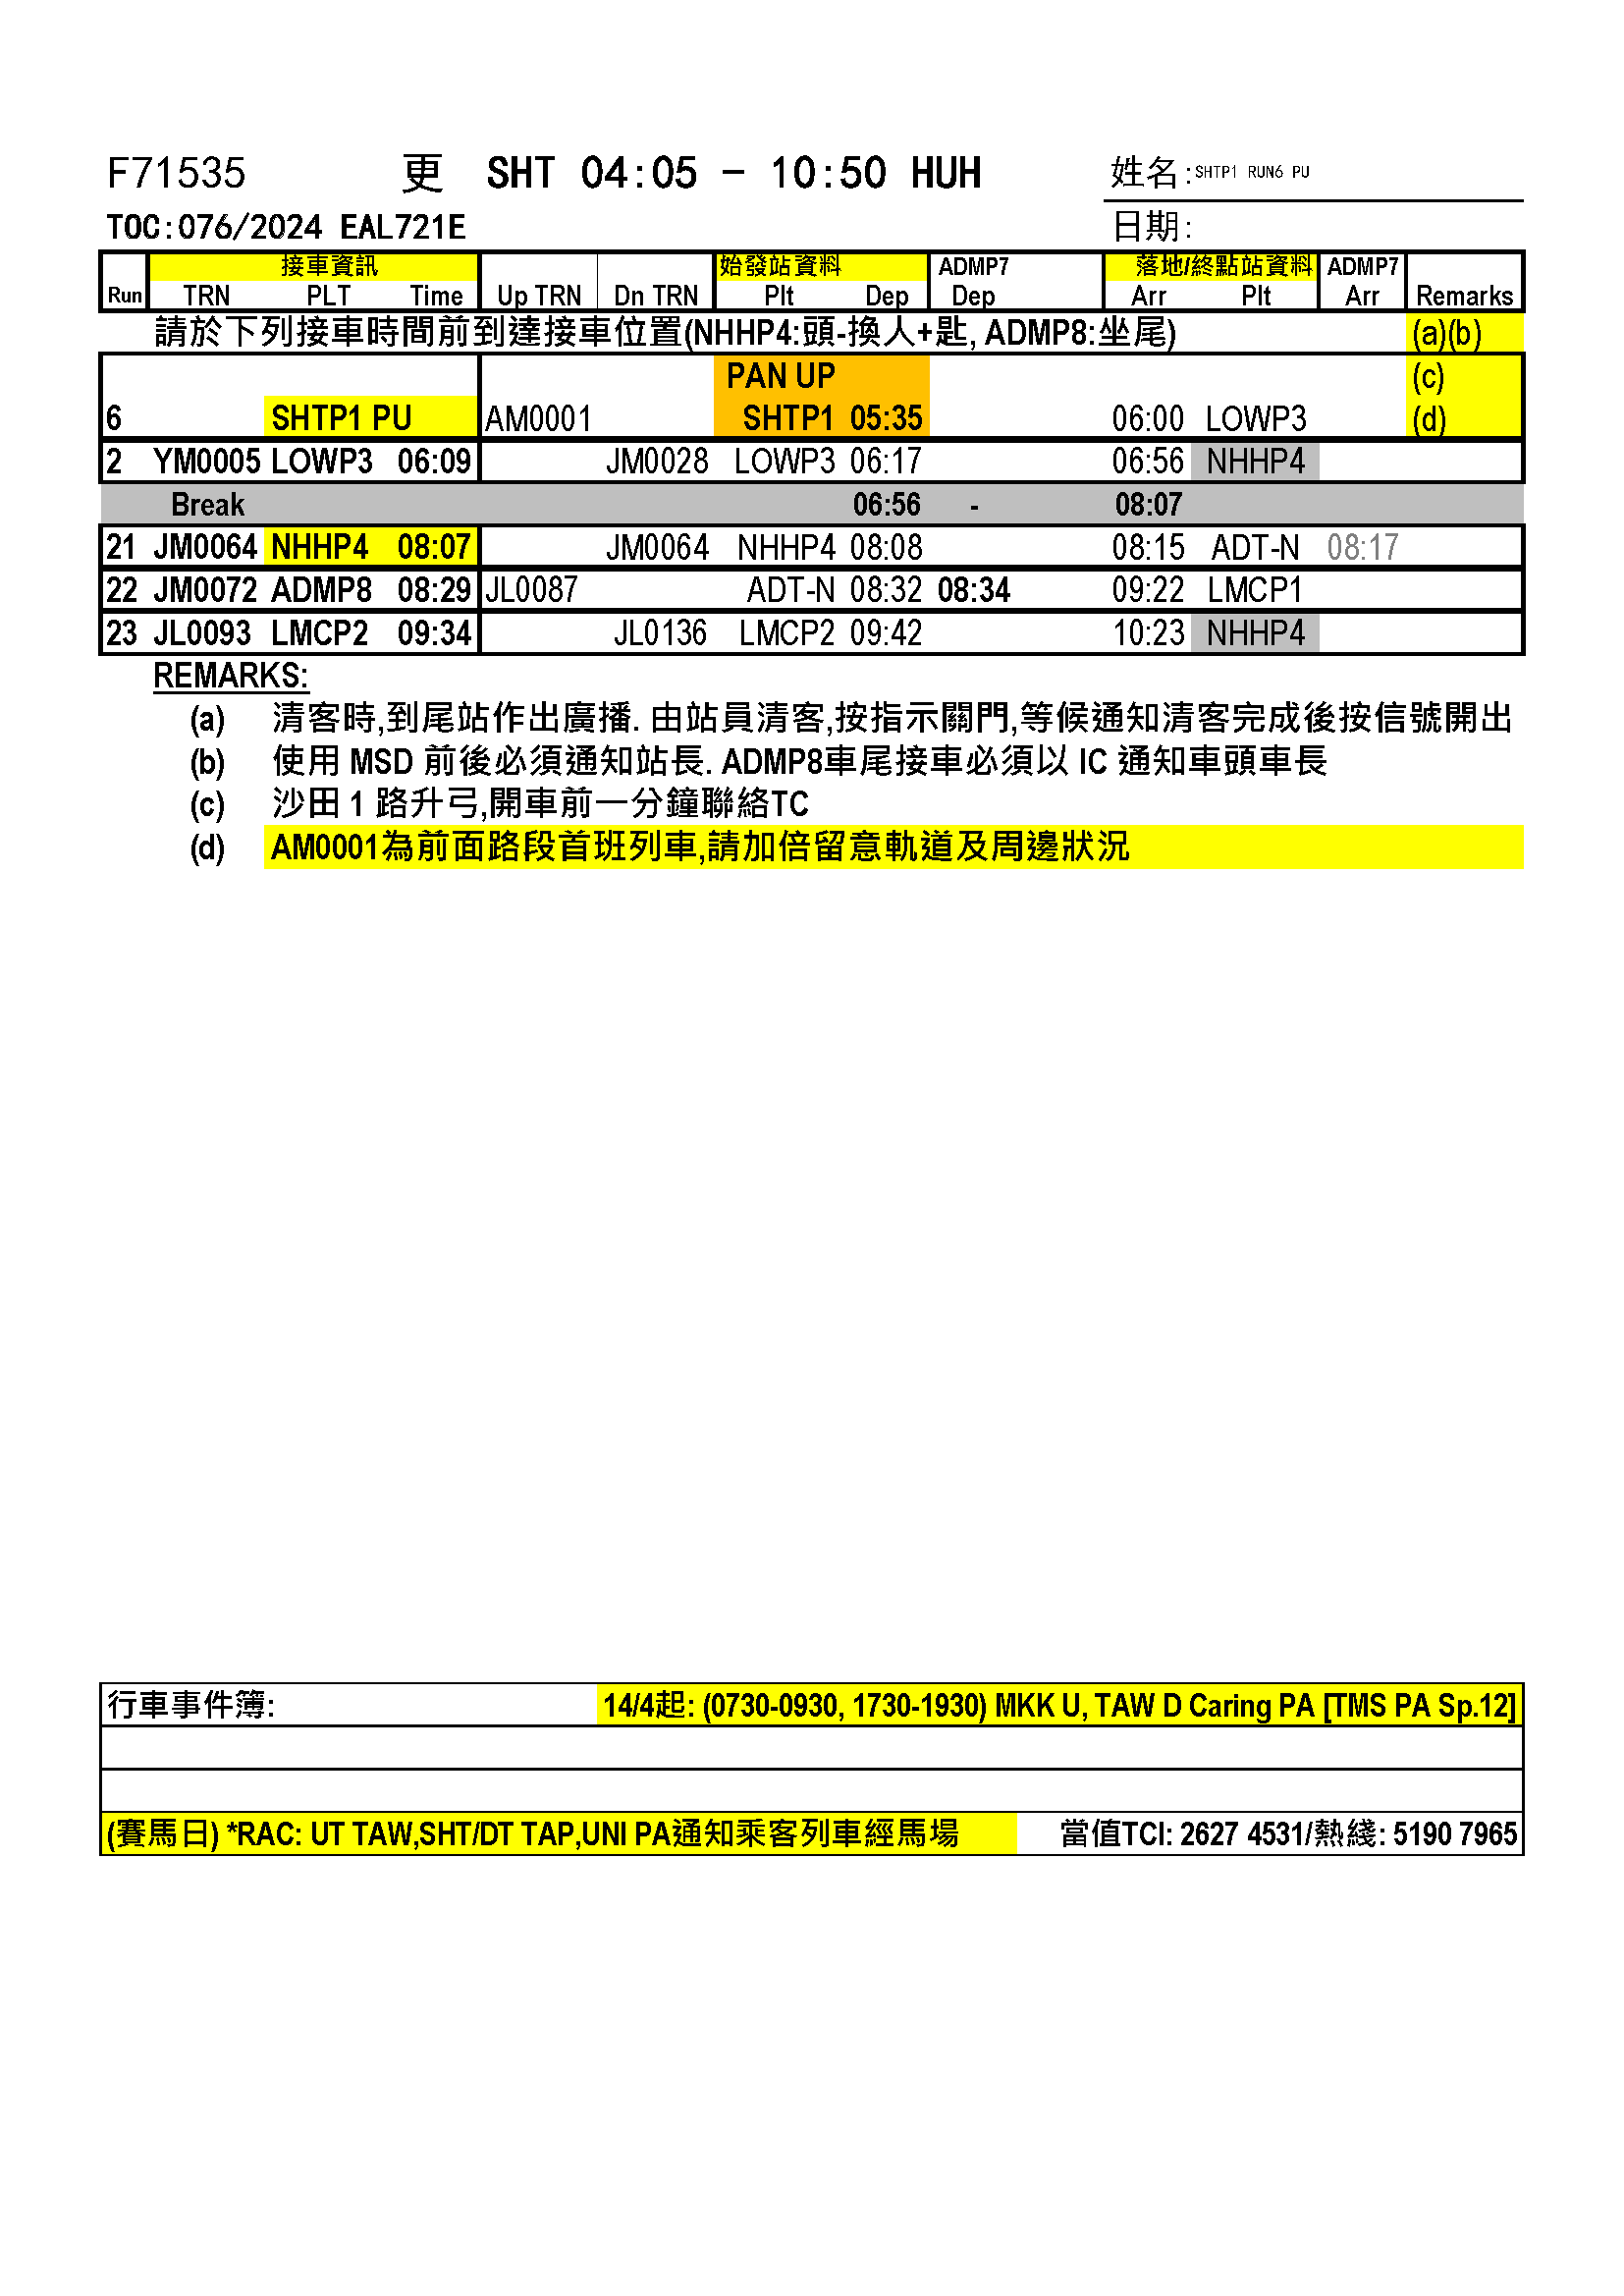 F71535 更 SHT 04:05 - 10:50 HUH 姓名:SHTP1 RUN6 PU
TOC:076/2024 EAL721E 日期:
接車資訊 始發站資料 ADMP7 落地/終點站資料 ADMP7
Run TRN PLT Time Up TRN Dn TRN Plt Dep Dep Arr Plt Arr Remarks
請於下列接車時間前到達接車位置(NHHP4:頭-換人+匙, ADMP8:坐尾) (a)(b)
PAN UP (c)
6 SHTP1 PU AM0001 SHTP1 05:35 06:00 LOWP3 (d)
2 YM0005 LOWP3 06:09 JM0028 LOWP3 06:17 06:56 NHHP4
Break 06:56 - 08:07
21 JM0064 NHHP4 08:07 JM0064 NHHP4 08:08 08:15 ADT-N 08:17
22 JM0072 ADMP8 08:29 JL0087 ADT-N 08:32 08:34 09:22 LMCP1
23 JL0093 LMCP2 09:34 JL0136 LMCP2 09:42 10:23 NHHP4
REMARKS:
(a) 清客時,到尾站作出廣播. 由站員清客,按指示關門,等候通知清客完成後按信號開出
(b) 使用 MSD 前後必須通知站長. ADMP8車尾接車必須以 IC 通知車頭車長
(c) 沙田 1 路升弓,開車前一分鐘聯絡TC
(d) AM0001為前面路段首班列車,請加倍留意軌道及周邊狀況
行車事件簿: 14/4起: (0730-0930, 1730-1930) MKK U, TAW D Caring PA [TMS PA Sp.12]
(賽馬日) *RAC: UT TAW,SHT/DT TAP,UNI PA通知乘客列車經馬場 當值TCI: 2627 4531/熱綫: 5190 7965